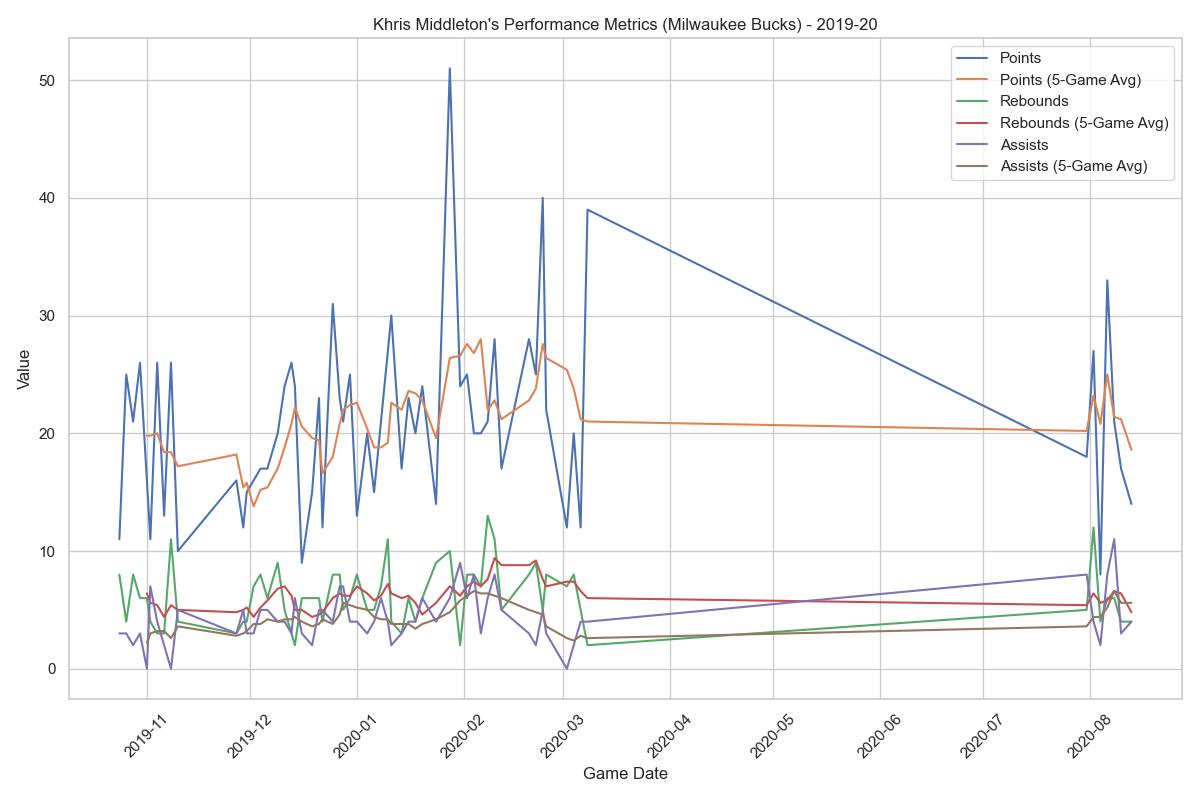 Khris Middleton's Performance Metrics (Milwaukee Bucks) - 2019-20
Points
Points (5-Game Avg)
Rebounds
Rebounds (5-Game Avg)
Assists
Assists (5-Game Avg)
Value
50
40
30
20
10
0
2019-11
2019-12
2020-01
2020-02
2020-03
2020-04
2020-05
2020-06
2020-07
2020-08
Game Date